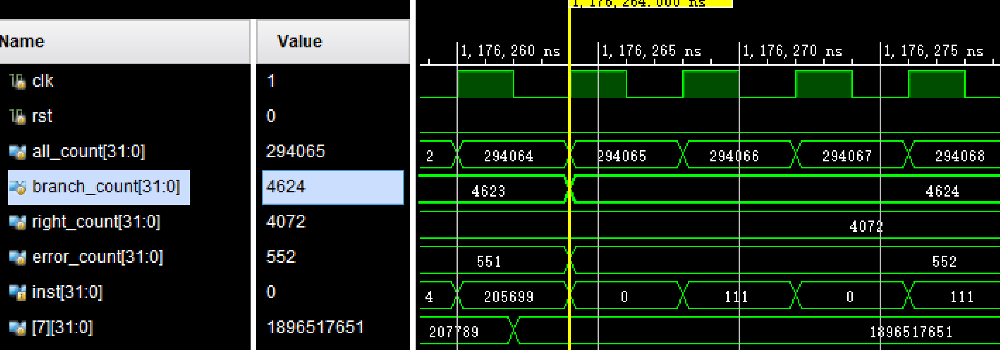 1,176,264.000 ns
Name Value
1,176,260 ns 1,176,265 ns 1,176,270 ns 1,176,275 ns
clk 1
rst 0
all_count[31:0] 294065 2 294064 294065 294066 294067 294068
branch_count[31:0] 4624 4623 4624
right_count[31:0] 4072 4072
error_count[31:0] 552 551 552
inst[31:0] 0 4 205699 0 111 0 111
[7][31:0] 1896517651 207789 1896517651